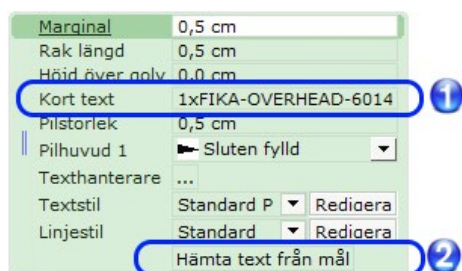 Marginal 0,5 cm
Rak längd 0,5 cm
Höjd över golv 0,0 cm
Kort text 1xFIKA-OVERHEAD-6014 1
Pilstorlek 0,5 cm
Pilhuvud 1 Sluten fylld
Texthanterare ...
Textstil Standard P Redigera
Linjestil Standard Redigera
Hämta text från mål 2